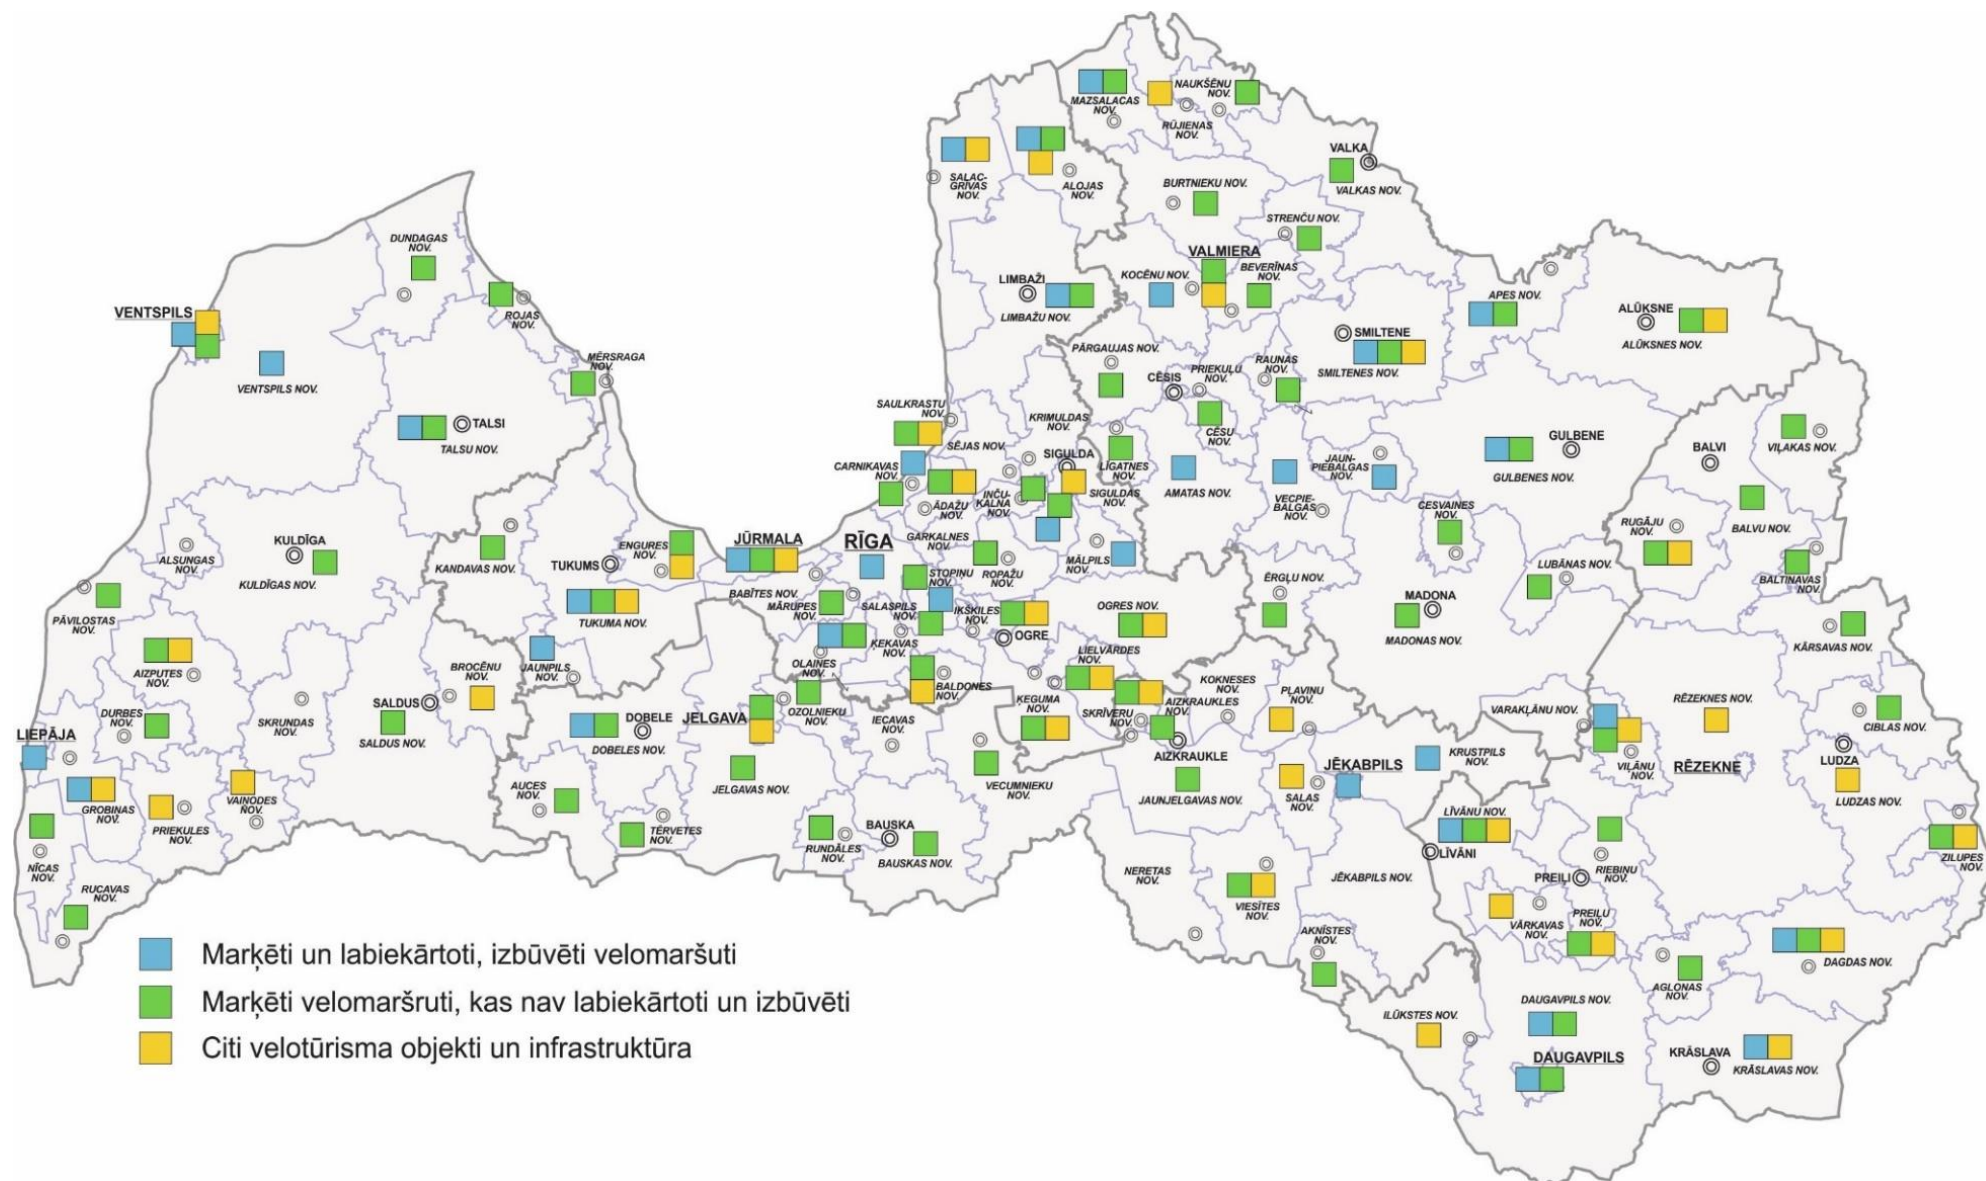 MAZSALACAS
NOV.
NAUKŠĒNU
NOV.
RŪJIENAS
NOV.
SALAC-
GRĪVAS
NOV.
ALOJAS
NOV.
VALKA
VALKAS NOV.
BURTNIEKU NOV.
STRENČU NOV.
VALMIERA
KOCĒNU NOV.
BEVERĪNAS
NOV.
LIMBAŽI
LIMBAŽU NOV.
DUNDAGAS
NOV.
ROJAS
NOV.
VENTSPILS
VENTSPILS NOV.
MĒRSRAGA
NOV.
TALSI
TALSU NOV.
APES NOV.
ALŪKSNE
ALŪKSNES NOV.
SMILTENE
SMILTENES NOV.
PĀRGAUJAS NOV.
CĒSIS
PRIEKUĻU
NOV.
RAUNAS
NOV.
CĒSU
NOV.
SAULKRASTU
NOV.
KRIMULDAS
NOV.
SĒJAS NOV.
SIGULDA
CARNIKAVAS
NOV.
LĪGATNES
NOV.
AMATAS NOV.
JAUN-
PIEBALGAS
NOV.
VECPIE-
BALGAS
NOV.
GULBENE
GULBENES NOV.
BALVI
VIĻAKAS NOV.
BALVU NOV.
RUGĀJU
NOV.
BALTINAVAS
NOV.
ĀDAŽU
NOV.
INČU-
KALNA
NOV.
SIGULDAS
NOV.
GARKALNES
NOV.
CESVAINES
NOV.
LUBĀNAS NOV.
KULDĪGA
KULDĪGAS NOV.
ALSUNGAS
NOV.
KANDAVAS NOV.
TUKUMS
ENGURES
NOV.
TUKUMA NOV.
JŪRMALA
RĪGA
BABĪTES NOV.
MĀRUPES
NOV.
STOPIŅU
NOV.
ROPAŽU
NOV.
MĀLPILS
NOV.
SALASPILS
NOV.
IKŠĶILES
NOV.
OGRE
OGRES NOV.
ĒRGĻU NOV.
MADONA
MADONAS NOV.
PĀVILOSTAS
NOV.
KĀRSAVAS NOV.
AIZPUTES
NOV.
BROCĒNU
NOV.
JAUNPILS
NOV.
OLAINES
NOV.
ĶEKAVAS
NOV.
BALDONES
NOV.
LIELVĀRDES
NOV.
ĶEGUMA
NOV.
SKRĪVERU
NOV.
KOKNESES
NOV.
AIZKRAUKLES
NOV.
PĻAVIŅU
NOV.
VARAKĻĀNU NOV.
RĒZEKNES NOV.
CIBLAS NOV.
LIEPĀJA
DURBES
NOV.
SKRUNDAS
NOV.
SALDUS
SALDUS NOV.
DOBELE
DOBELES NOV.
JELGAVA
OZOLNIEKU
NOV.
IECAVAS
NOV.
JELGAVAS NOV.
VECUMNIEKU
NOV.
AIZKRAUKLE
JAUNJELGAVAS NOV.
JĒKABPILS
KRUSTPILS
NOV.
SALAS
NOV.
VIĻĀNU
NOV.
RĒZEKNE
LUDZA
LUDZAS NOV.
GROBIŅAS
NOV.
PRIEKULES
NOV.
VAIŅODES
NOV.
AUCES
NOV.
TĒRVETES
NOV.
RUNDĀLES
NOV.
BAUSKA
BAUSKAS NOV.
LĪVĀNU NOV.
LĪVĀNI
ZILUPES
NOV.
NĪCAS
NOV.
RUCAVAS
NOV.
NERETAS
NOV.
JĒKABPILS NOV.
VIESĪTES
NOV.
PREIĻI
RIEBIŅU
NOV.
VĀRKAVAS
NOV.
PREIĻU
NOV.
AKNĪSTES
NOV.
DAGDAS NOV.
AGLONAS
NOV.
ILŪKSTES NOV.
DAUGAVPILS NOV.
DAUGAVPILS
KRĀSLAVA
KRĀSLAVAS NOV.
Marķēti un labiekārtoti, izbūvēti velomaršuti
Marķēti velomaršruti, kas nav labiekārtoti un izbūvēti
Citi velotūrisma objekti un infrastruktūra